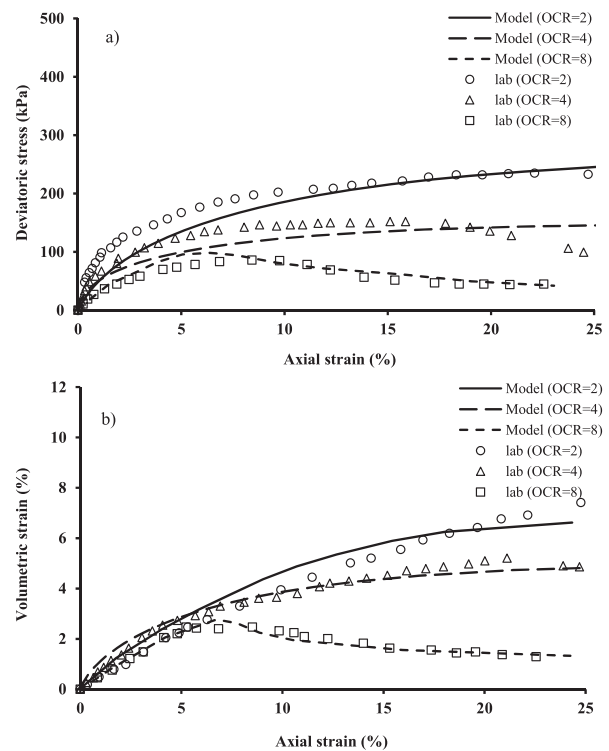 a)
500
400
300
200
100
0
Deviatoric stress (kPa)
Model (OCR=2)
Model (OCR=4)
Model (OCR=8)
lab (OCR=2)
lab (OCR=4)
lab (OCR=8)
0 5 10 15 20 25
Axial strain (%)
b)
12
10
8
6
4
2
0
Volumetric strain (%)
Model (OCR=2)
Model (OCR=4)
Model (OCR=8)
lab (OCR=2)
lab (OCR=4)
lab (OCR=8)
0 5 10 15 20 25
Axial strain (%)